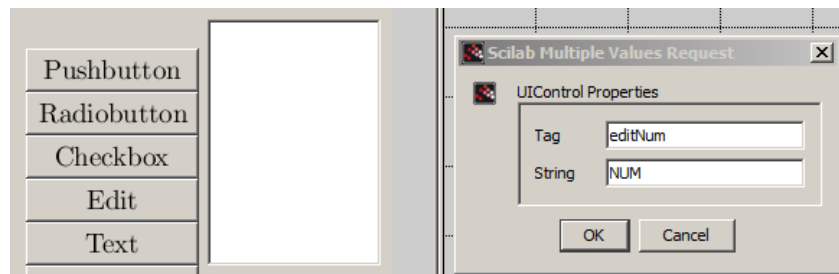 Pushbutton
Radiobutton
Checkbox
Edit
Text
Scilab Multiple Values Request
UIControl Properties
Tag editNum
String NUM
OK Cancel